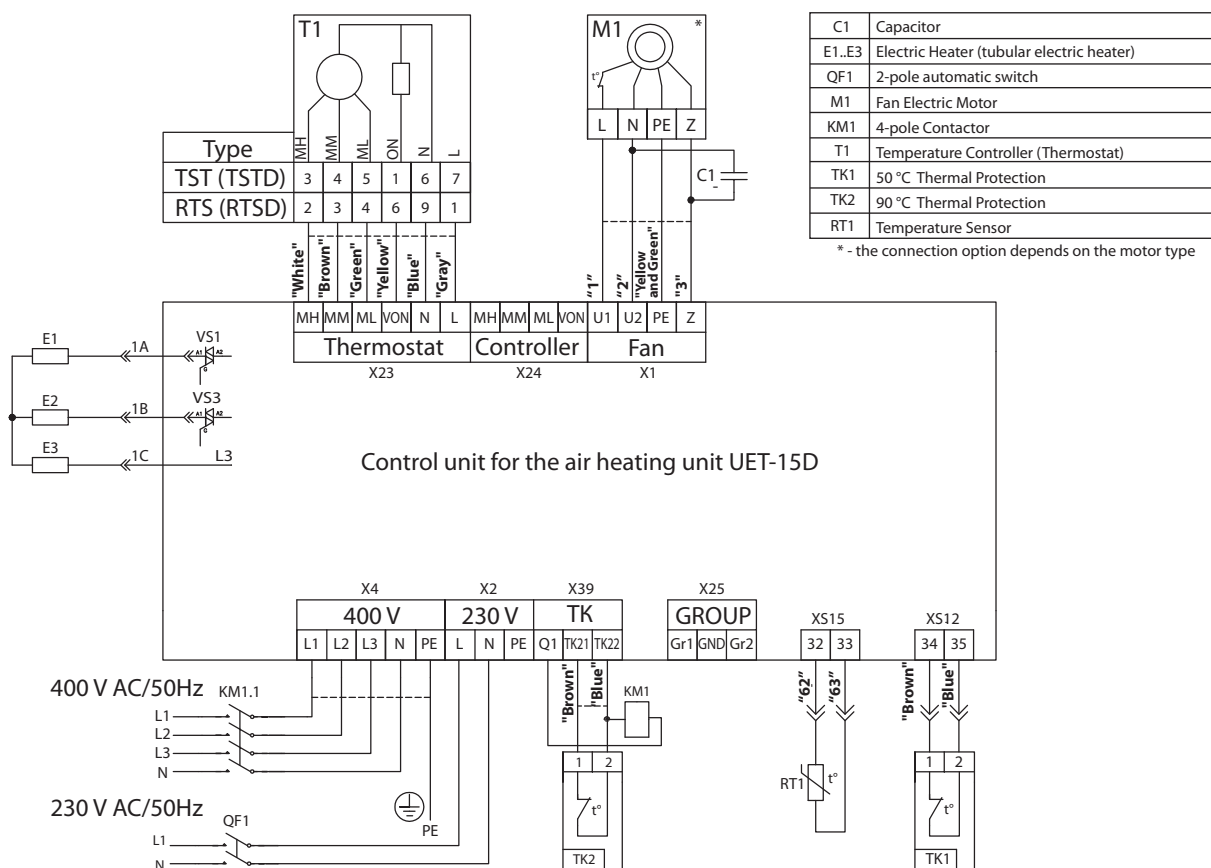 T1
M1
*
t°
MH
MM
ML
ON
N
L
L N PE Z
Type
TST (TSTD) 3 4 5 1 6 7
RTS (RTSD) 2 3 4 6 9 1
C1
C1 Capacitor
E1..E3 Electric Heater (tubular electric heater)
QF1 2-pole automatic switch
M1 Fan Electric Motor
KM1 4-pole Contactor
T1 Temperature Controller (Thermostat)
TK1 50 °C Thermal Protection
TK2 90 °C Thermal Protection
RT1 Temperature Sensor
* - the connection option depends on the motor type
"White"
"Brown"
"Green"
"Yellow"
"Blue"
"Gray"
"1"
"2"
"Yellow
and Green"
"3"
MH MM ML VON N L MH MM ML VON U1 U2 PE Z
Thermostat Controller Fan
X23 X24 X1
E1 1A VS1
A1 A2
G
E2 1B VS3
A1 A2
G
E3 1C L3
Control unit for the air heating unit UET-15D
X4 X2 X39 X25
400 V 230 V TK GROUP XS15 XS12
L1 L2 L3 N PE L N PE Q1 TK21 TK22 Gr1 GND Gr2 32 33 34 35
"Brown"
"Blue"
"62"
"63"
"Brown"
"Blue"
400 V AC/50Hz KM1.1
KM1
L1
L2
L3
N
1 2
t°
TK2
RT1 t°
1 2
t°
TK1
230 V AC/50Hz
PE
QF1
L1
N